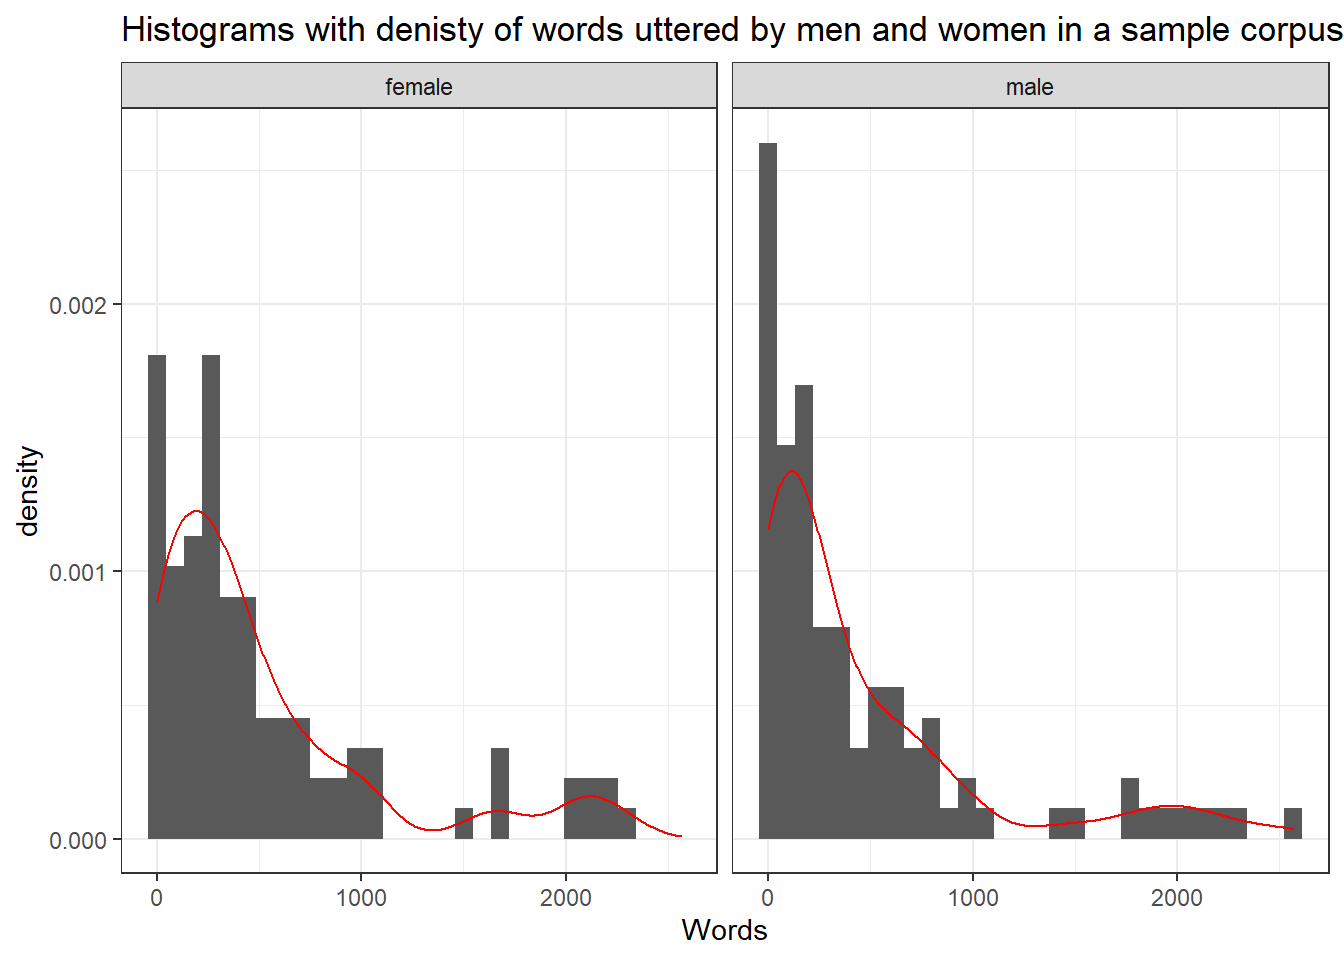 Histograms with denisty of words uttered by men and women in a sample corpus
female
male
density
0.002
0.001
0.000
0
1000
2000
0
1000
2000
Words